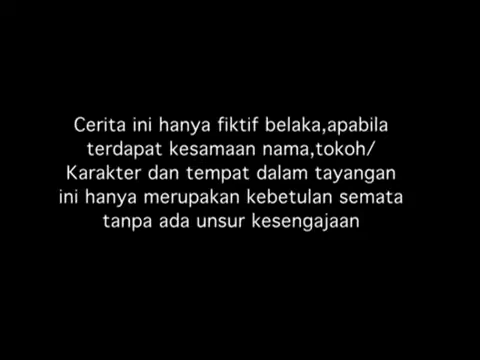 Cerita ini hanya fiktif belaka,apabila
terdapat kesamaan nama,tokoh/
Karakter dan tempat dalam tayangan
ini hanya merupakan kebetulan semata
tanpa ada unsur kesengajaan